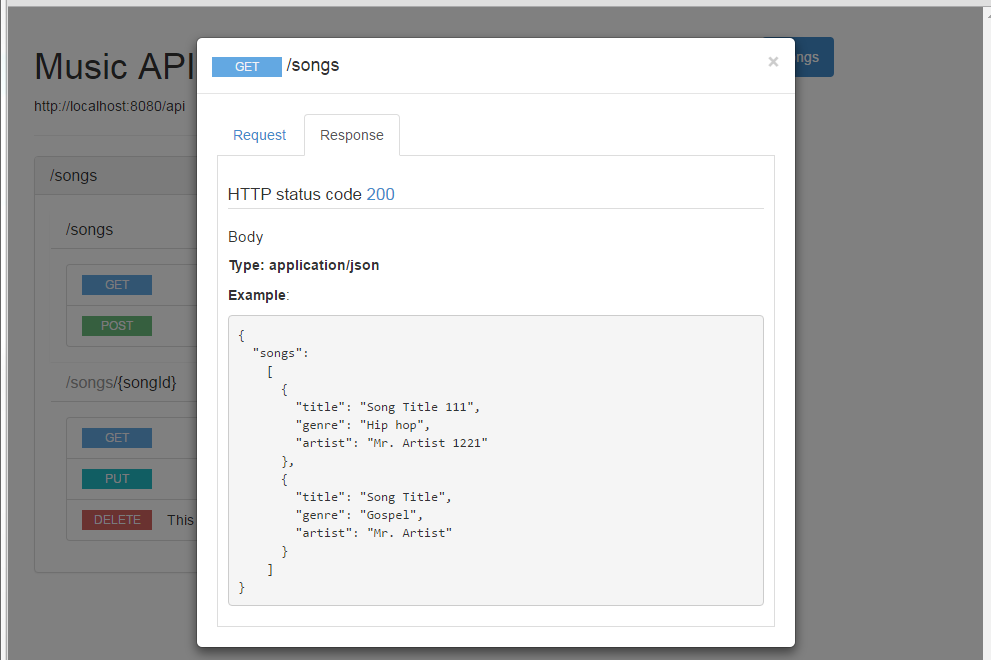 Music API
http://localhost:8080/api
ngs
/songs
/songs
GET
POST
/songs/{songId}
GET
PUT
DELETE This
GET /songs ×
Request Response
HTTP status code 200
Body
Type: application/json
Example:
{
  "songs":
    [
      {
        "title": "Song Title 111",
        "genre": "Hip hop",
        "artist": "Mr. Artist 1221"
      },
      {
        "title": "Song Title",
        "genre": "Gospel",
        "artist": "Mr. Artist"
      }
    ]
}